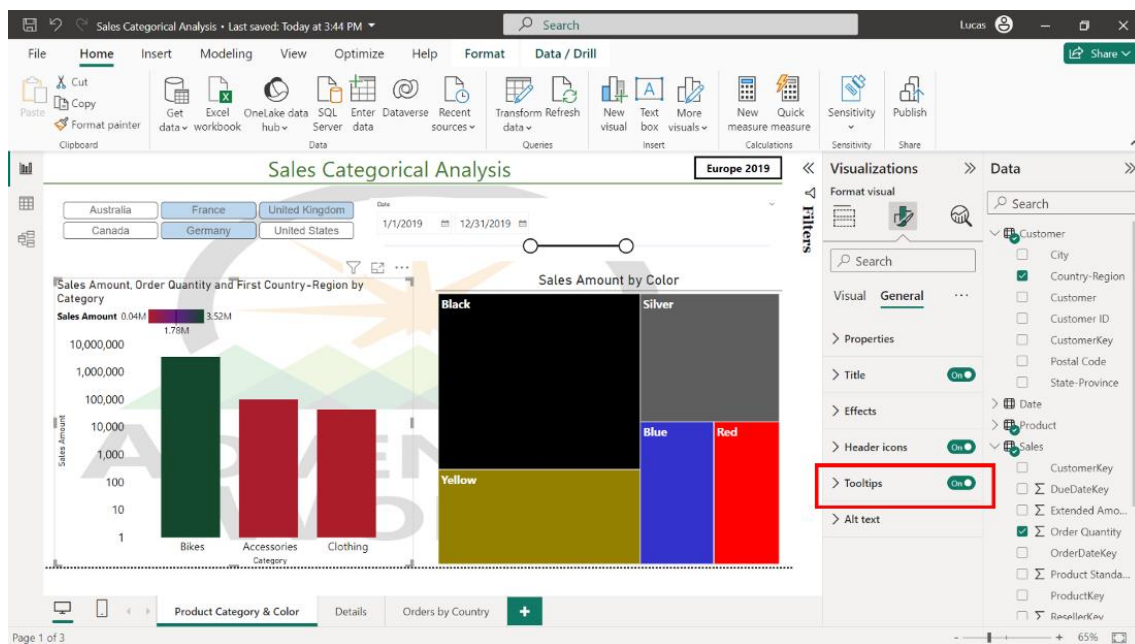 Sales Categorical Analysis • Last saved: Today at 3:44 PM
Search
Lucas
File Home Insert Modeling View Optimize Help Format Data / Drill
Share
Paste
Cut
Copy
Format painter
Clipboard
Get data
Excel workbook
OneLake data hub
SQL Server
Enter data
Dataverse
Recent sources
Data
Transform data
Refresh
Queries
New visual
Text box
More visuals
Insert
New measure
Quick measure
Calculations
Sensitivity
Sensitivity
Publish
Share
Sales Categorical Analysis
Europe 2019
Australia
France
United Kingdom
Canada
Germany
United States
Date
1/1/2019
12/31/2019
Filters
Sales Amount, Order Quantity and First Country-Region by
Category
Sales Amount 0.04M
3.52M
1.78M
10,000,000
1,000,000
100,000
10,000
1,000
100
10
1
Sales Amount
Bikes
Accessories
Clothing
Category
Sales Amount by Color
Black
Silver
Blue
Red
Yellow
Visualizations
Format visual
Search
Visual General
Properties
Title On
Effects
Header icons On
Tooltips On
Alt text
Data
Search
Customer
City
Country-Region
Customer
Customer ID
CustomerKey
Postal Code
State-Province
Date
Product
Sales
CustomerKey
DueDateKey
Extended Amo...
Order Quantity
OrderDateKey
Product Standa...
ProductKey
ResellerKey
Product Category & Color
Details
Orders by Country
Page 1 of 3
65%